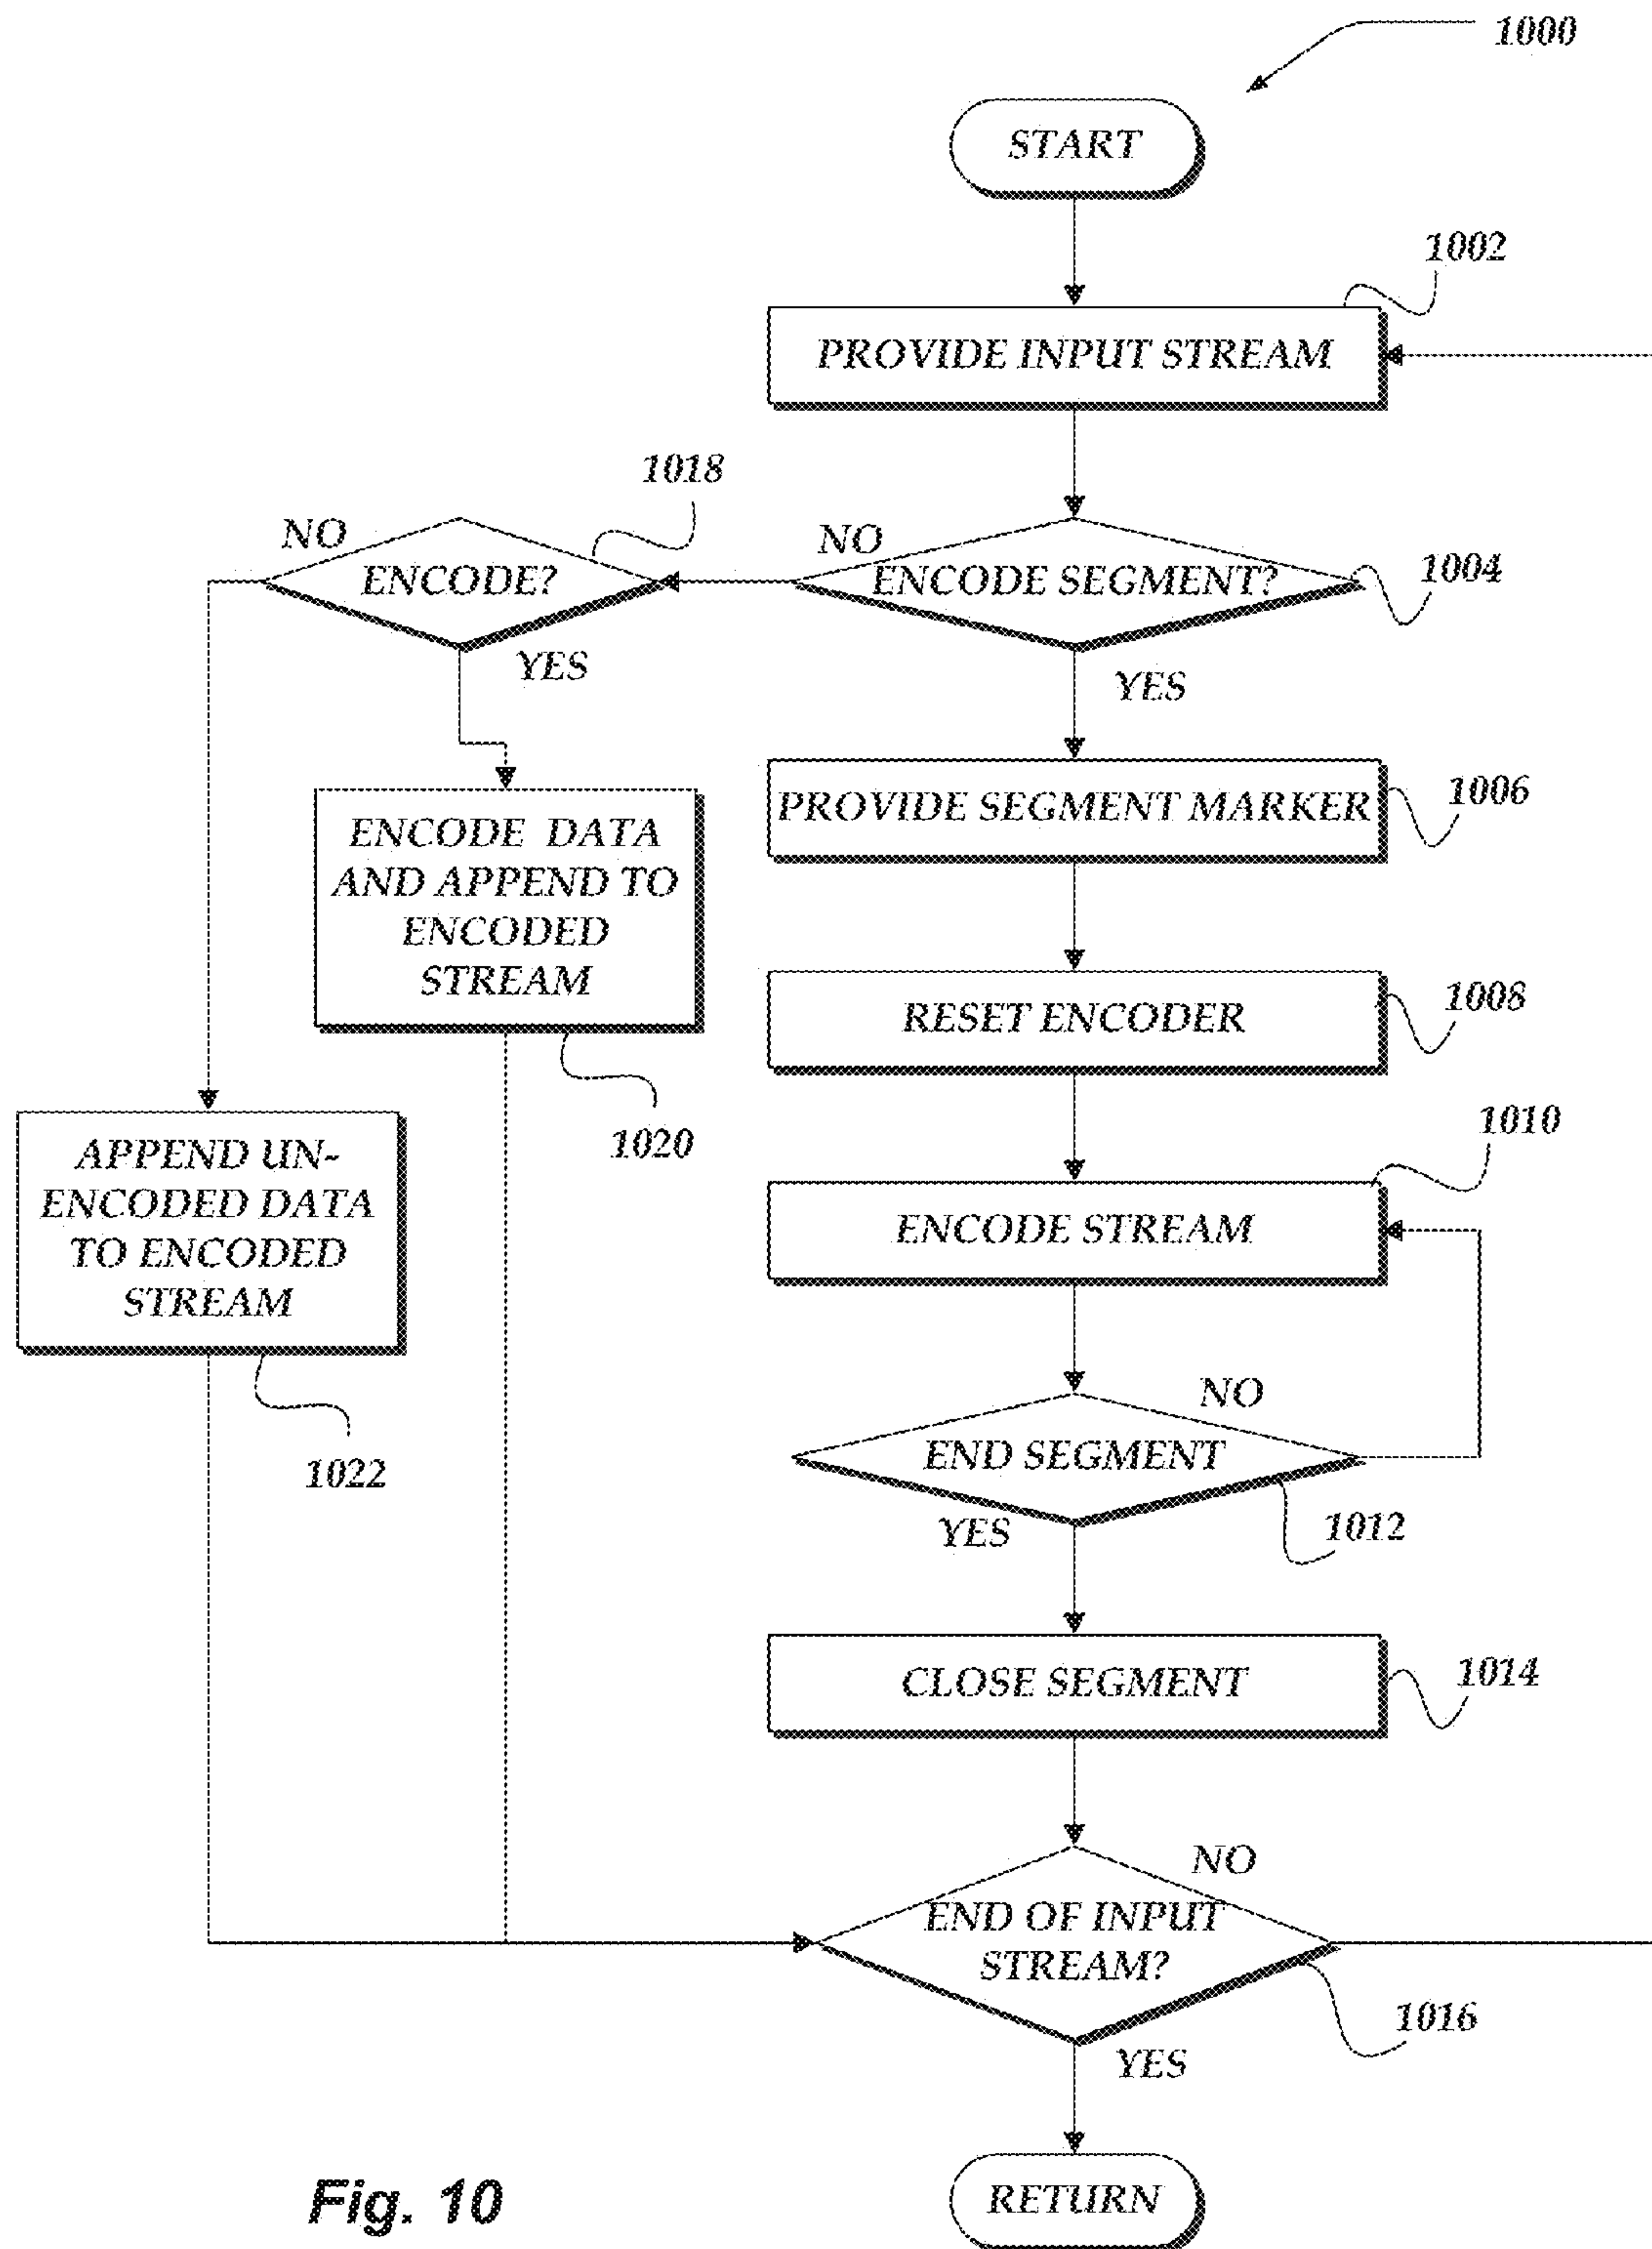 1000
START
1002
PROVIDE INPUT STREAM
1018
NO
ENCODE?
YES
NO
ENCODE SEGMENT?
1004
YES
PROVIDE SEGMENT MARKER
1006
ENCODE DATA
AND APPEND TO
ENCODED
STREAM
1020
RESET ENCODER
1008
APPEND UN-
ENCODED DATA
TO ENCODED
STREAM
1022
1010
ENCODE STREAM
NO
END SEGMENT
1012
YES
CLOSE SEGMENT
1014
NO
END OF INPUT
STREAM?
1016
YES
RETURN
Fig. 10